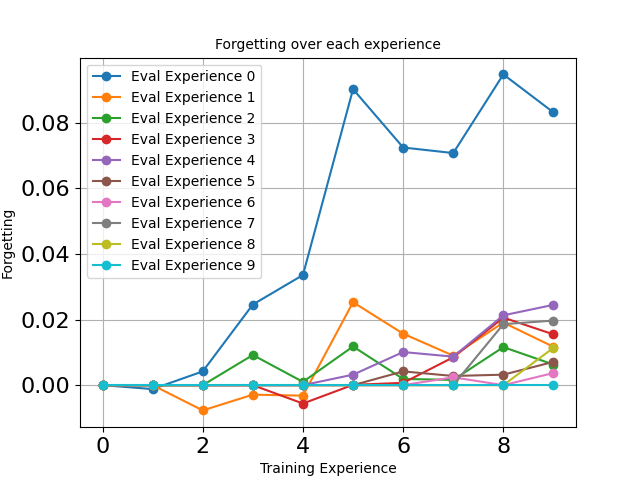 Forgetting over each experience
Eval Experience 0
Eval Experience 1
Eval Experience 2
Eval Experience 3
Eval Experience 4
Eval Experience 5
Eval Experience 6
Eval Experience 7
Eval Experience 8
Eval Experience 9
0.08
0.06
0.04
0.02
0.00
Forgetting
0 2 4 6 8
Training Experience